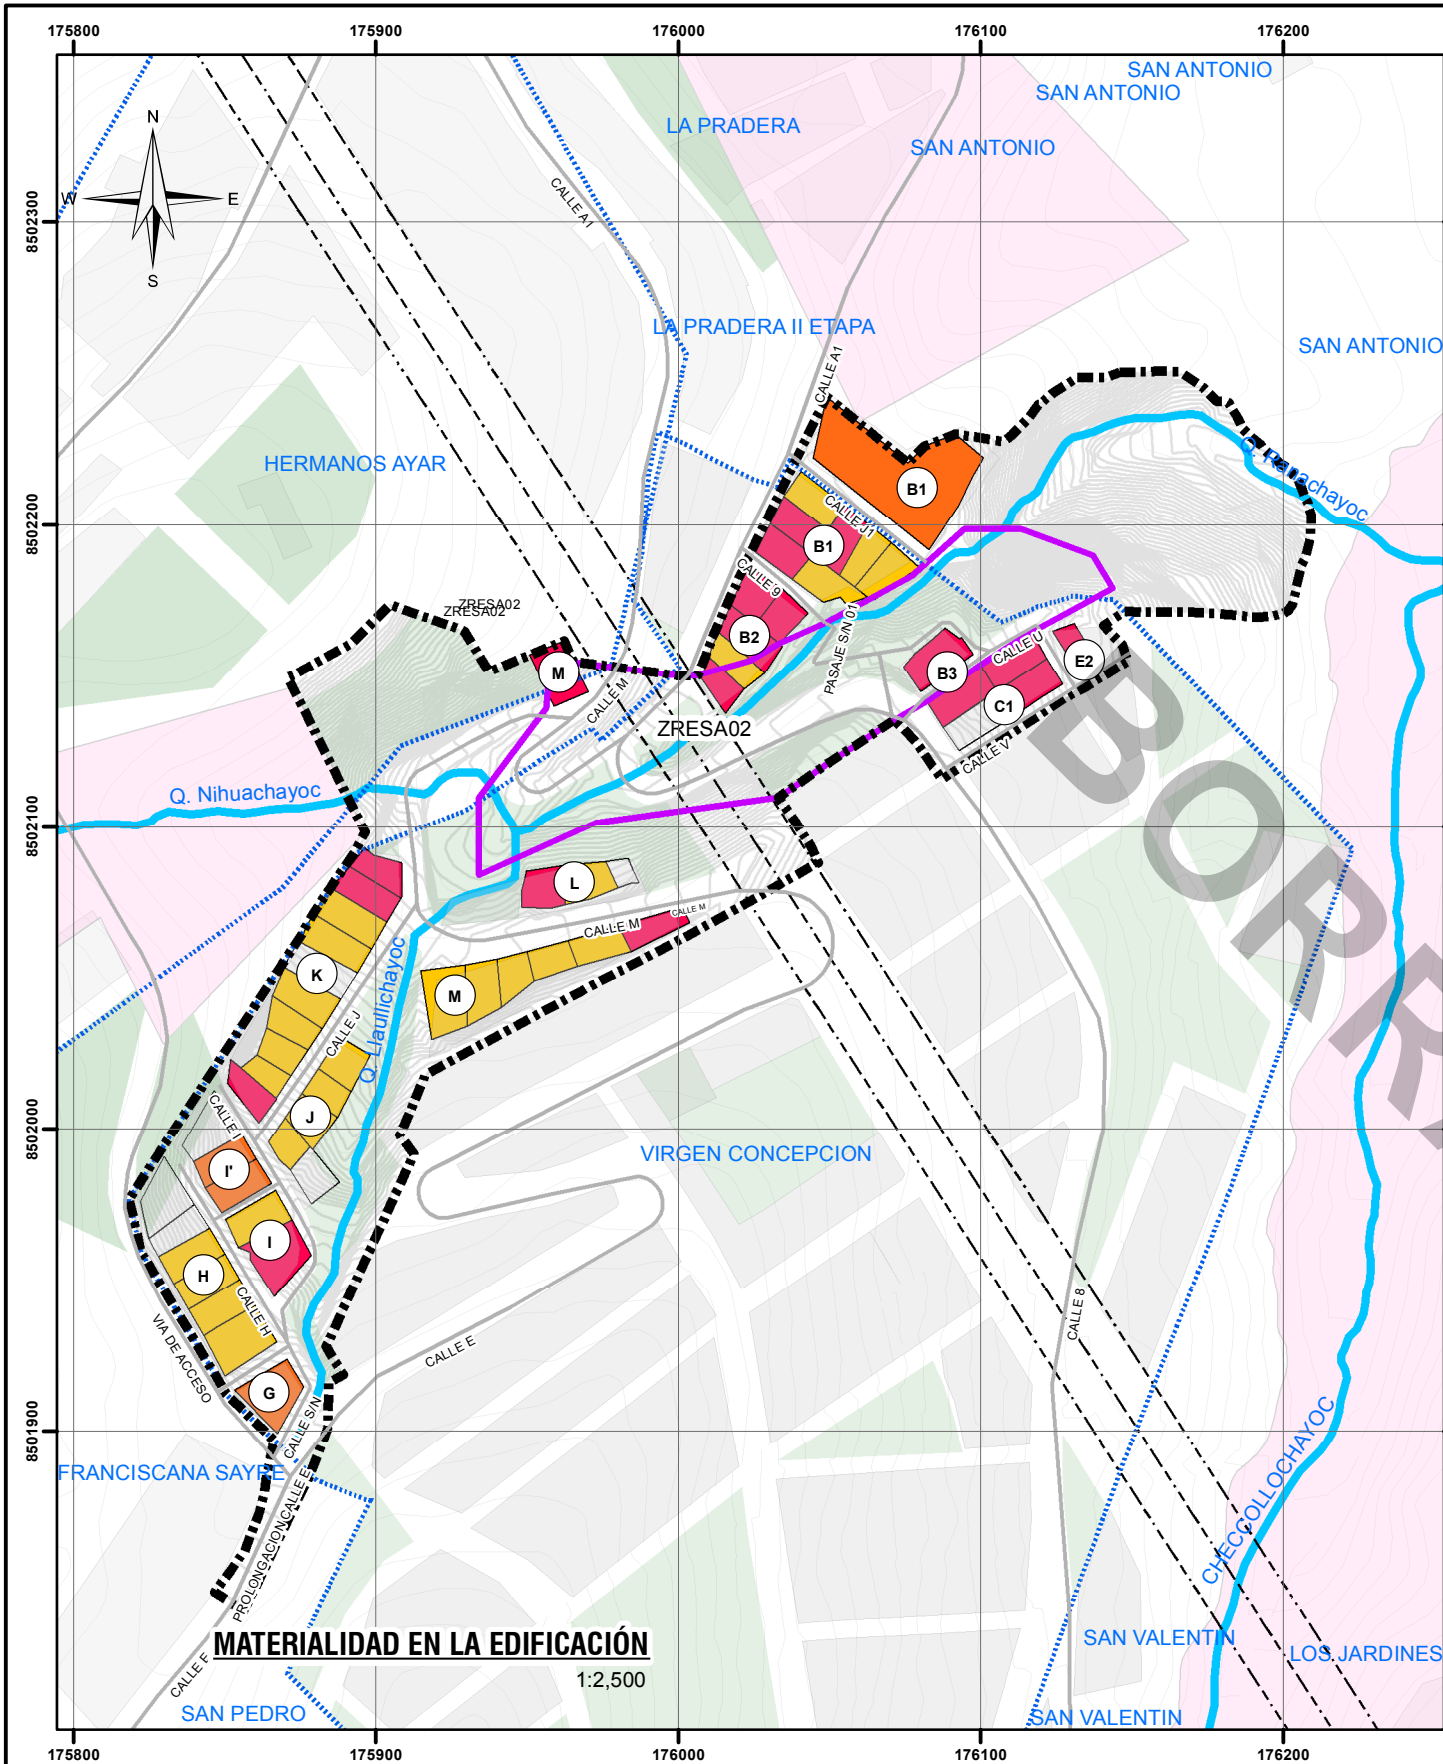 175800
175900
176000
176100
176200
SAN ANTONIO
SAN ANTONIO
LA PRADERA
SAN ANTONIO
N
W
E
S
CALLE A1
8502300
LA PRADERA II ETAPA
SAN ANTONIO
CALLE A1
HERMANOS AYAR
Q. Ranachayoc
B1
CALLE J1
8502200
B1
CALLE 9
ZRESA02
ZRESA02
B2
PASAJE S/N 01
CALLE U
E2
B3
M
CALLE M
C1
ZRESA02
CALLE V
Q. Nihuachayoc
8502100
L
CALLE M
CALLE M
K
M
Q. Llaullichayoc
CALLE J
BORR
J
CALLE I
8502000
I'
VIRGEN CONCEPCION
I
H
CALLE H
VIA DE ACCESO
CALLE E
CALLE 8
G
CALLE S/N
8501900
FRANCISCANA SAYRE
CHECCOLLOCHAYOC
PROLONGACION CALLE E
MATERIALIDAD EN LA EDIFICACIÓN
1:2,500
SAN VALENTIN
LOS JARDINES
CALLE E
SAN PEDRO
SAN VALENTIN
175800
175900
176000
176100
176200